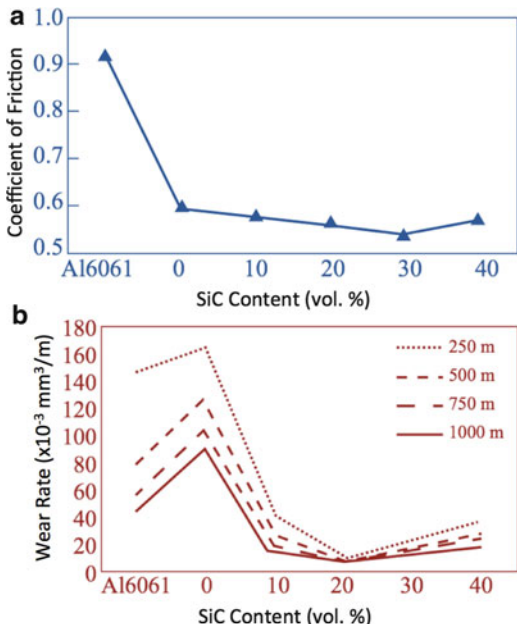 a
1.0
0.9
0.8
0.7
0.6
0.5
Coefficient of Friction
Al6061 0 10 20 30 40
SiC Content (vol. %)
b
180
160
140
120
100
80
60
40
20
0
Wear Rate (x10⁻³ mm³/m)
250 m
500 m
750 m
1000 m
Al6061 0 10 20 30 40
SiC Content (vol. %)